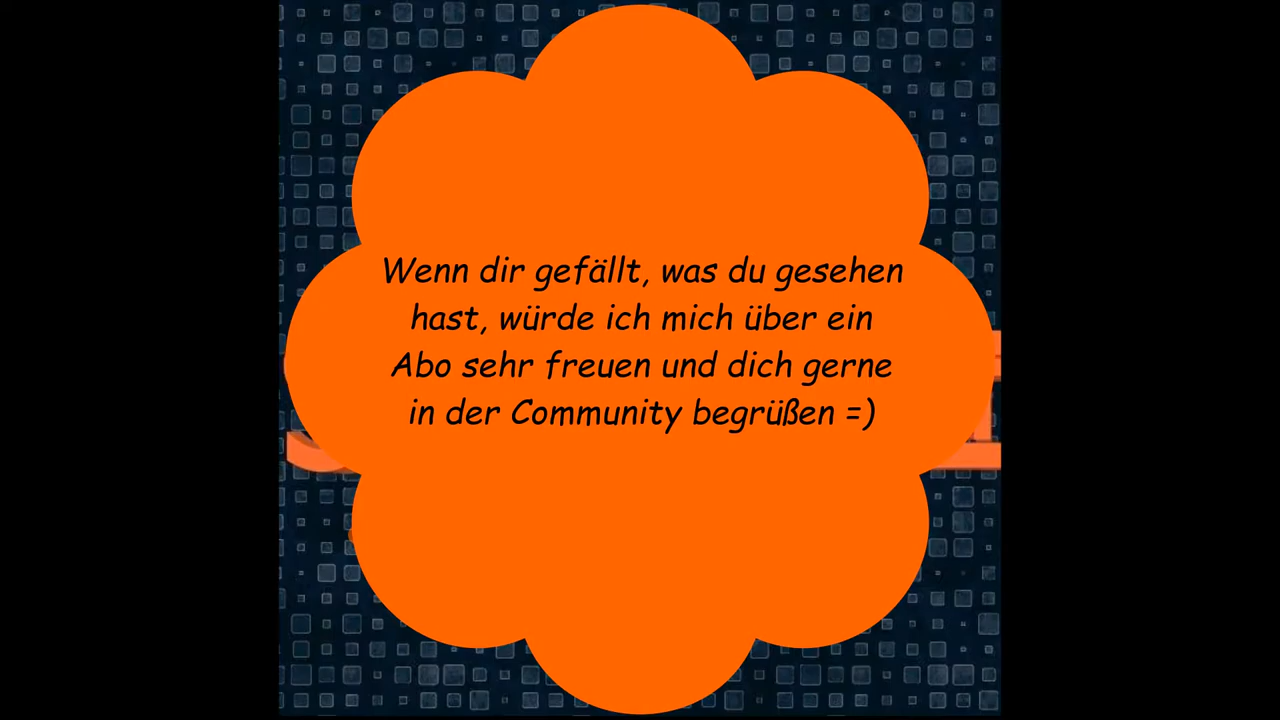 Wenn dir gefällt, was du gesehen
hast, würde ich mich über ein
Abo sehr freuen und dich gerne
in der Community begrüßen =)